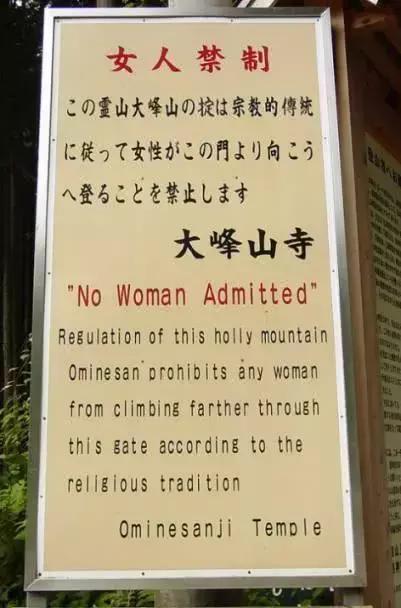 女人禁制
この霊山大峰山の掟は宗教的傳統
に従って女性がこの門より向こう
へ登ることを禁止します
大峰山寺
"No Woman Admitted"
Regulation of this holly mountain
Ominesan prohibits any woman
from climbing farther through
this gate according to the
religious tradition
Ominesanji Temple